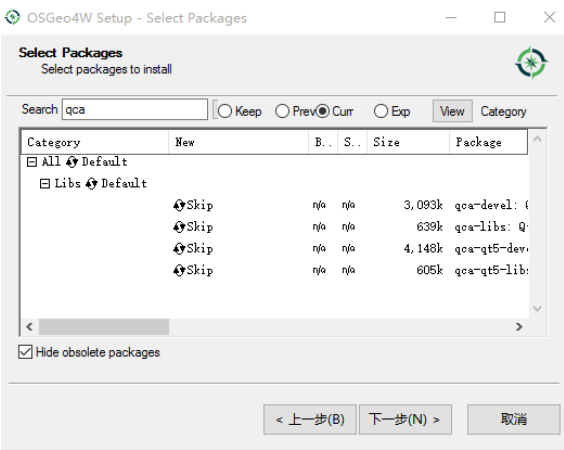 OSGeo4W Setup - Select Packages
Select Packages
Select packages to install
Search qca Keep Prev Curr Exp View Category
Category New B.. S.. Size Package
All Default
Libs Default
Skip n/a n/a 3,093k qca-devel:
Skip n/a n/a 639k qca-libs: Q
Skip n/a n/a 4,148k qca-qt5-dev
Skip n/a n/a 605k qca-qt5-lib
Hide obsolete packages
< 上一步(B) 下一步(N) > 取消